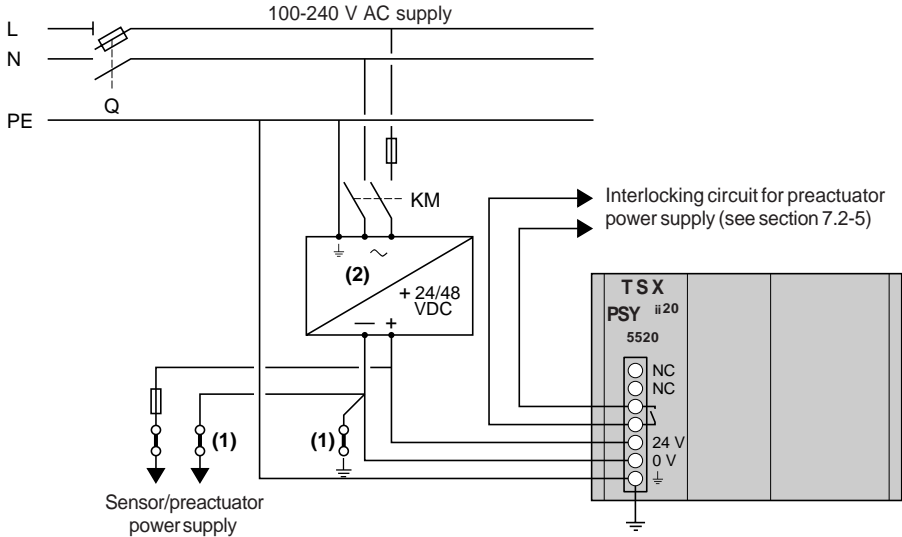 100-240 V AC supply
L
N
Q
PE
KM
Interlocking circuit for preactuator
power supply (see section 7.2-5)
(2)
+ 24/48
VDC
— +
TSX
PSY ii20
5520
NC
NC
24 V
0 V
(1)
(1)
Sensor/preactuator
power supply